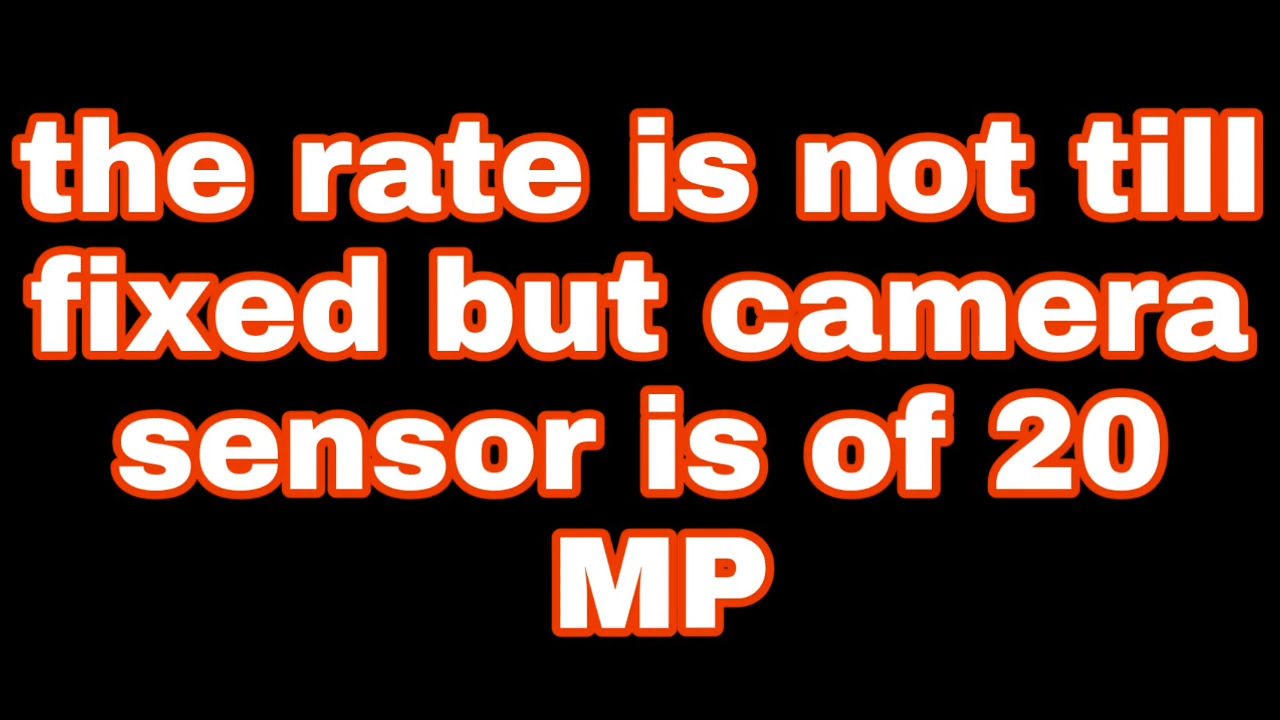 the rate is not till
fixed but camera
sensor is of 20
MP